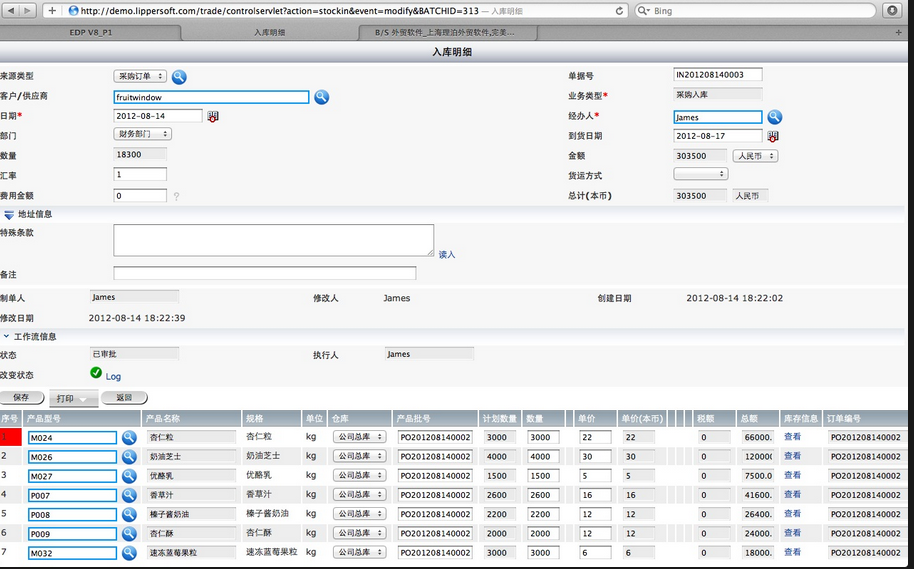 http://demo.lippersoft.com/trade/controlservlet?action=stockin&event=modify&BATCHID=313 — 入库明细 Bing
EDP V8_P1 入库明细 B/S 外贸软件_上海理泊外贸软件,完美...
入库明细
来源类型 采购订单 单据号 IN201208140003
客户/供应商 fruitwindow 业务类型* 采购入库
日期* 2012-08-14 经办人* James
部门 财务部门 到货日期 2012-08-17
数量 18300 金额 303500 人民币
汇率 1 货运方式
费用金额 0 ? 总计(本币) 303500 人民币
地址信息
特殊条款 读入
备注
制单人 James 修改人 James 创建日期 2012-08-14 18:22:02
修改日期 2012-08-14 18:22:39
工作流信息
状态 已审批 执行人 James
改变状态 Log
保存 打印 返回
序号 产品型号 产品名称 规格 单位 仓库 产品批号 计划数量 数量 单价 单价(本币) 税额 总额 库存信息 订单编号
1 M024 杏仁粒 杏仁粒 kg 公司总库 PO201208140002 3000 3000 22 22 0 66000. 查看 PO201208140002
2 M026 奶油芝士 奶油芝士 kg 公司总库 PO201208140002 4000 4000 30 30 0 12000( 查看 PO201208140002
3 M027 优酪乳 优酪乳 kg 公司总库 PO201208140002 1500 1500 5 5 0 7500.0 查看 PO201208140002
4 P007 香草汁 香草汁 kg 公司总库 PO201208140002 2600 2600 16 16 0 41600. 查看 PO201208140002
5 P008 榛子酱奶油 榛子酱奶油 kg 公司总库 PO201208140002 2200 2200 12 12 0 26400. 查看 PO201208140002
6 P009 杏仁酥 杏仁酥 kg 公司总库 PO201208140002 2000 2000 12 12 0 24000. 查看 PO201208140002
7 M032 速冻蓝莓果粒 速冻蓝莓果粒 kg 公司总库 PO201208140002 3000 3000 6 6 0 18000. 查看 PO201208140002